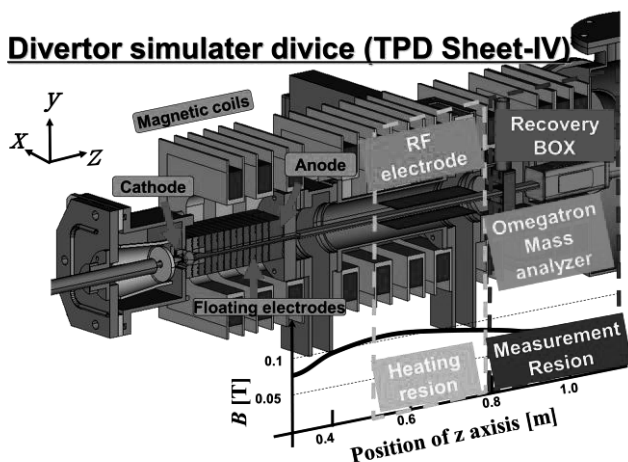 Divertor simulater divice (TPD Sheet-IV)
y
x
z
Magnetic coils
Cathode
Anode
RF
electrode
Recovery
BOX
Omegatron
Mass
analyzer
Floating electrodes
B [T]
0.1
0.05
Heating
resion
Measurement
Resion
0.4
0.6
0.8
1.0
Position of z axisis [m]